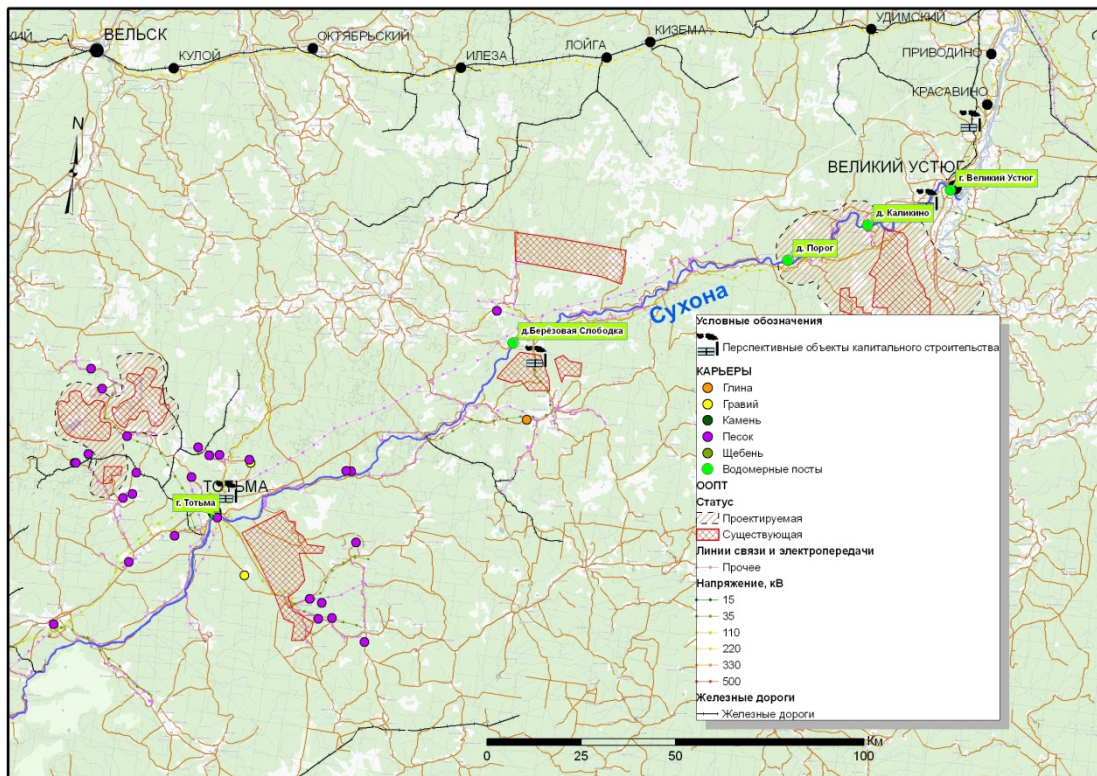 УДИМСКИЙ
КИЙ
ВЕЛЬСК
ОКТЯБРЬСКИЙ
КИЗЕМА
ЛОЙГА
ПРИВОДИНО
КУЛОЙ
ИЛЕЗА
КРАСАВИНО
N
ВЕЛИКИЙ УСТЮГ
г. Великий Устюг
д. Каликино
д. Порог
Сухона
д.Берёзовая Слободка
ТОТЬМА
г. Тотьма
Условные обозначения
Перспективные объекты капитального строительства
КАРЬЕРЫ
Глина
Гравий
Камень
Песок
Щебень
Водомерные посты
ООПТ
Статус
Проектируемая
Существующая
Линии связи и электропередачи
Прочее
Напряжение, кВ
15
35
110
220
330
500
Железные дороги
Железные дороги
Км
0 25 50 100